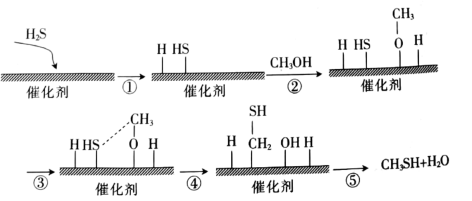 H₂S
催化剂
①
H HS
催化剂
CH₃OH
②
CH₃
H HS O H
催化剂
③
CH₃
H HS O H
催化剂
④
SH
H CH₂ OH H
催化剂
⑤
CH₃SH+H₂O